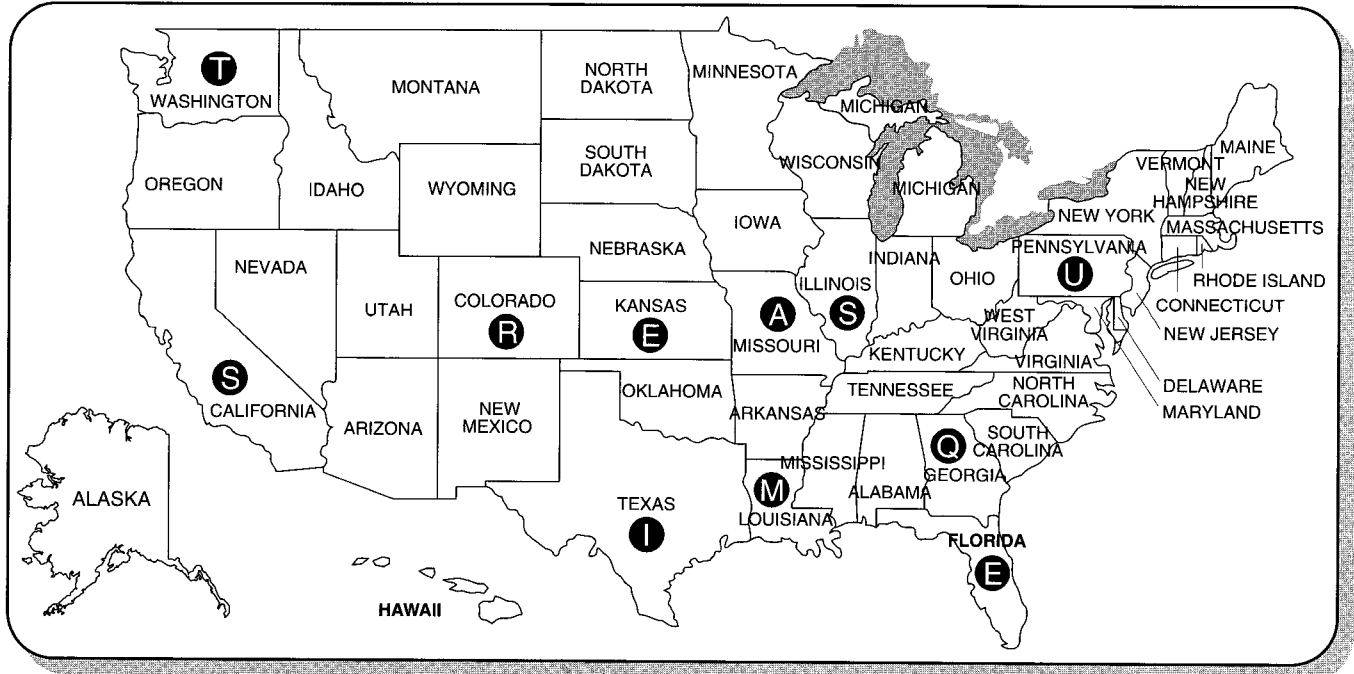 T
WASHINGTON
MONTANA
NORTH
DAKOTA
MINNESOTA
MICHIGAN
MAINE
VERMONT
NEW
HAMPSHIRE
OREGON
IDAHO
WYOMING
SOUTH
DAKOTA
WISCONSIN
MICHIGAN
NEW YORK
MASSACHUSETTS
IOWA
NEBRASKA
INDIANA
OHIO
PENNSYLVANIA
U
RHODE ISLAND
CONNECTICUT
NEW JERSEY
NEVADA
UTAH
COLORADO
R
KANSAS
E
A
MISSOURI
ILLINOIS
S
WEST
VIRGINIA
VIRGINIA
KENTUCKY
DELAWARE
MARYLAND
S
CALIFORNIA
ARIZONA
NEW
MEXICO
OKLAHOMA
ARKANSAS
TENNESSEE
NORTH
CAROLINA
SOUTH
CAROLINA
Q
GEORGIA
MISSISSIPPI
ALABAMA
M
LOUISIANA
TEXAS
I
FLORIDA
E
ALASKA
HAWAII